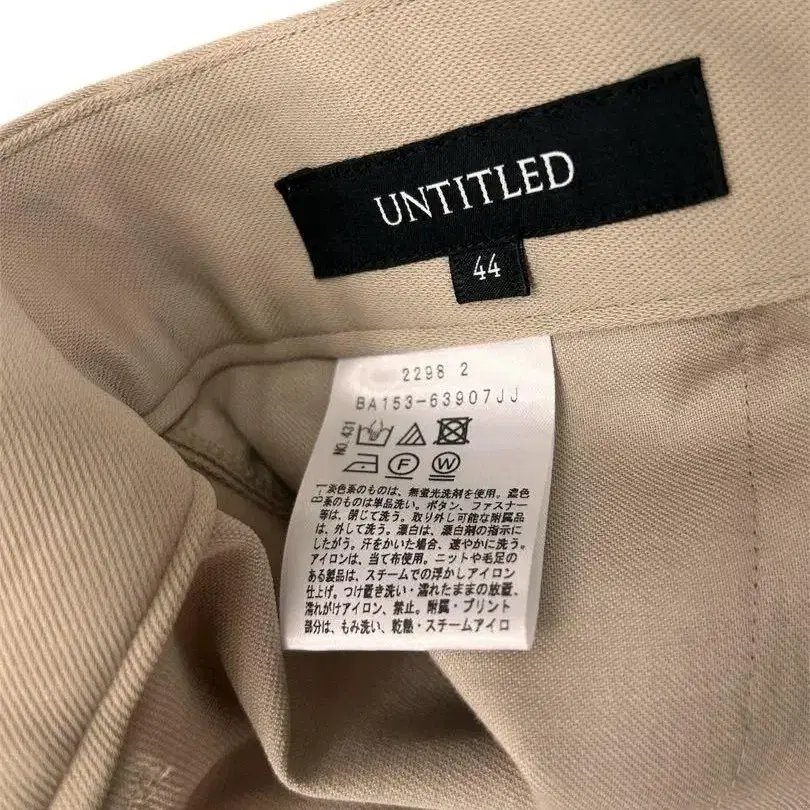 UNTITLED
44
2298 2
BA153-63907JJ
NO.431
F W
B-1
淡色系のものは、無蛍光洗剤を使用。濃色
系のものは単品洗い。ボタン、ファスナー
等は、閉じて洗う。取り外し可能な附属品
は、外して洗う。漂白は、漂白剤の指示に
したがう。汗をかいた場合、速やかに洗う。
アイロンは、当て布使用。ニットや毛足の
ある製品は、スチームでの浮かしアイロン
仕上げ。つけ置き洗い・濡れたままの放置、
濡れがけアイロン、禁止。附属・プリント
部分は、もみ洗い、乾熱・スチームアイロ